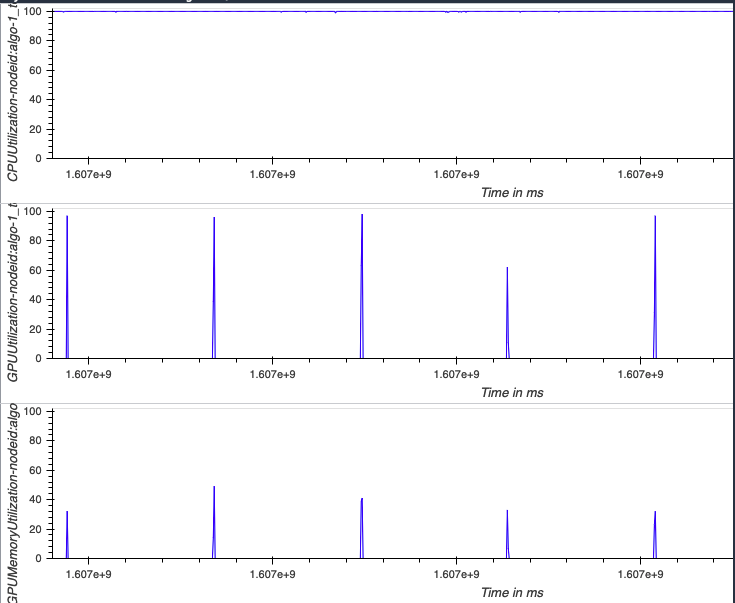 100
80
60
40
20
0
CPUUtilization-nodeid:algo-1_t
1.607e+9 1.607e+9 1.607e+9 1.607e+9
Time in ms
100
80
60
40
20
0
GPUUtilization-nodeid:algo-1_t
1.607e+9 1.607e+9 1.607e+9 1.607e+9
Time in ms
100
80
60
40
20
0
GPUMemoryUtilization-nodeid:algo
1.607e+9 1.607e+9 1.607e+9 1.607e+9
Time in ms